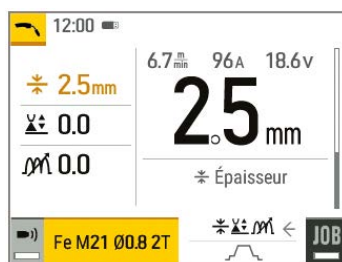 12:00
6.7 m/min 96A 18.6V
2.5mm
2.5 mm
0.0
0.0
Épaisseur
Fe M21 Ø0.8 2T
JOB